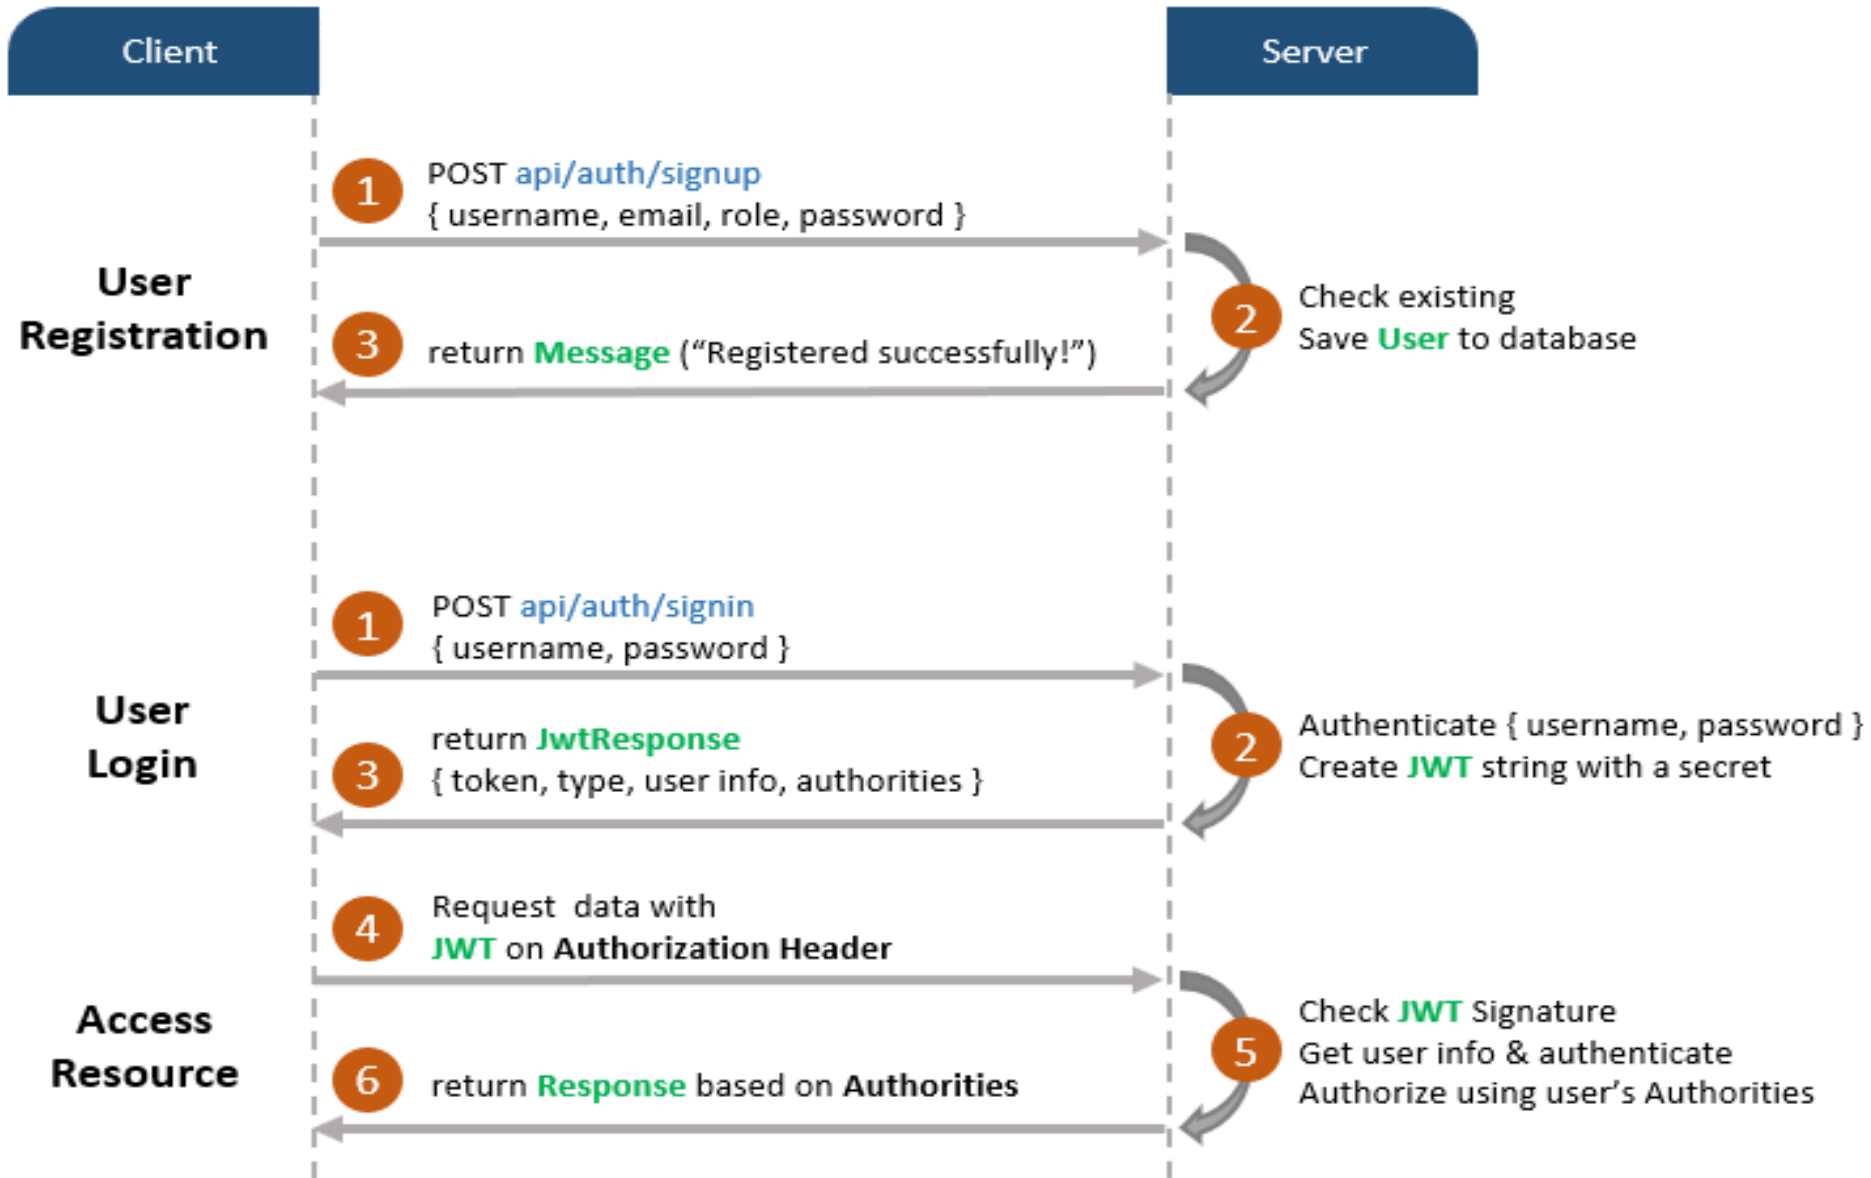 Client
Server
User
Registration
1
POST api/auth/signup
{ username, email, role, password }
2
Check existing
Save User to database
3
return Message (“Registered successfully!”)
User
Login
1
POST api/auth/signin
{ username, password }
2
Authenticate { username, password }
Create JWT string with a secret
3
return JwtResponse
{ token, type, user info, authorities }
Access
Resource
4
Request  data with
JWT on Authorization Header
5
Check JWT Signature
Get user info & authenticate
Authorize using user’s Authorities
6
return Response based on Authorities